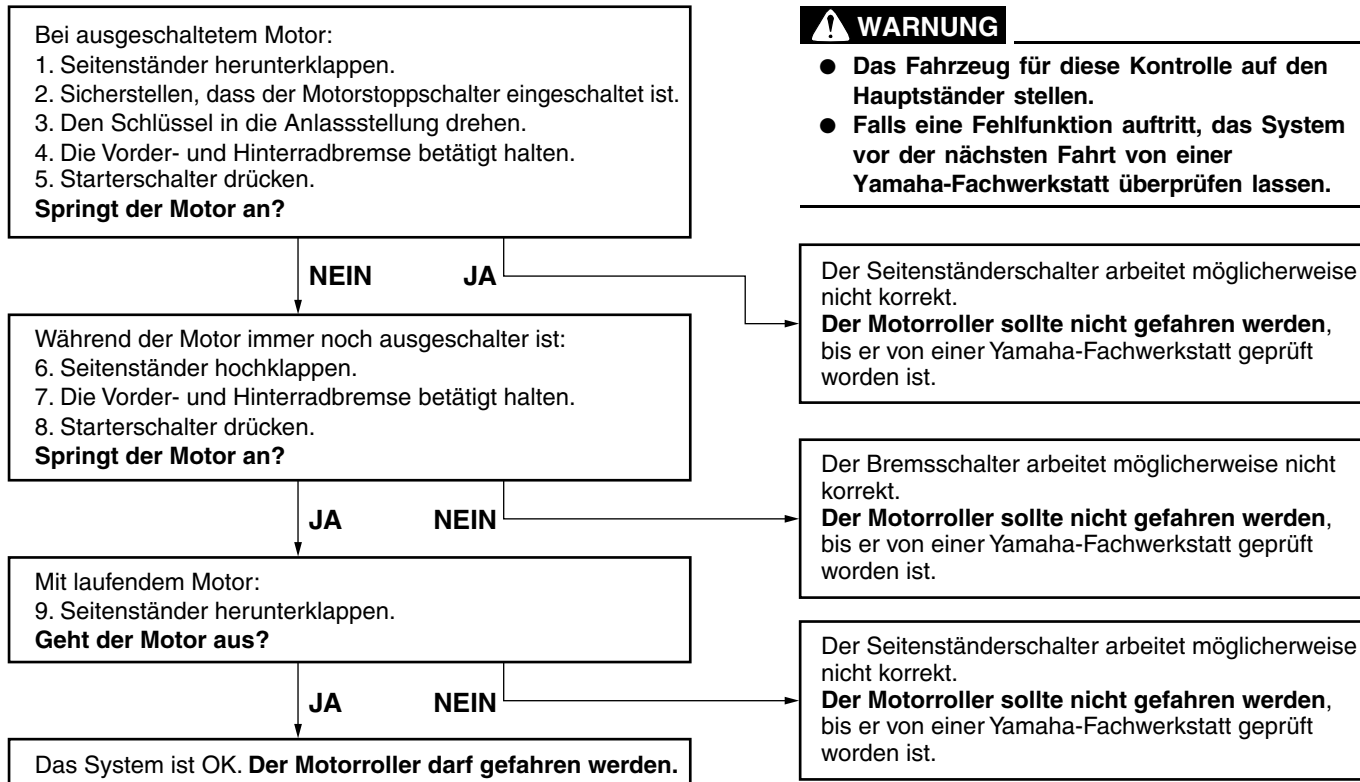 Bei ausgeschaltetem Motor:
1. Seitenständer herunterklappen.
2. Sicherstellen, dass der Motorstoppschalter eingeschaltet ist.
3. Den Schlüssel in die Anlassstellung drehen.
4. Die Vorder- und Hinterradbremse betätigt halten.
5. Starterschalter drücken.
Springt der Motor an?
WARNUNG
● Das Fahrzeug für diese Kontrolle auf den
Hauptständer stellen.
● Falls eine Fehlfunktion auftritt, das System
vor der nächsten Fahrt von einer
Yamaha-Fachwerkstatt überprüfen lassen.
NEIN JA
Der Seitenständerschalter arbeitet möglicherweise
nicht korrekt.
Der Motorroller sollte nicht gefahren werden,
bis er von einer Yamaha-Fachwerkstatt geprüft
worden ist.
Während der Motor immer noch ausgeschalter ist:
6. Seitenständer hochklappen.
7. Die Vorder- und Hinterradbremse betätigt halten.
8. Starterschalter drücken.
Springt der Motor an?
JA NEIN
Der Bremsschalter arbeitet möglicherweise nicht
korrekt.
Der Motorroller sollte nicht gefahren werden,
bis er von einer Yamaha-Fachwerkstatt geprüft
worden ist.
Mit laufendem Motor:
9. Seitenständer herunterklappen.
Geht der Motor aus?
JA NEIN
Der Seitenständerschalter arbeitet möglicherweise
nicht korrekt.
Der Motorroller sollte nicht gefahren werden,
bis er von einer Yamaha-Fachwerkstatt geprüft
worden ist.
Das System ist OK. Der Motorroller darf gefahren werden.